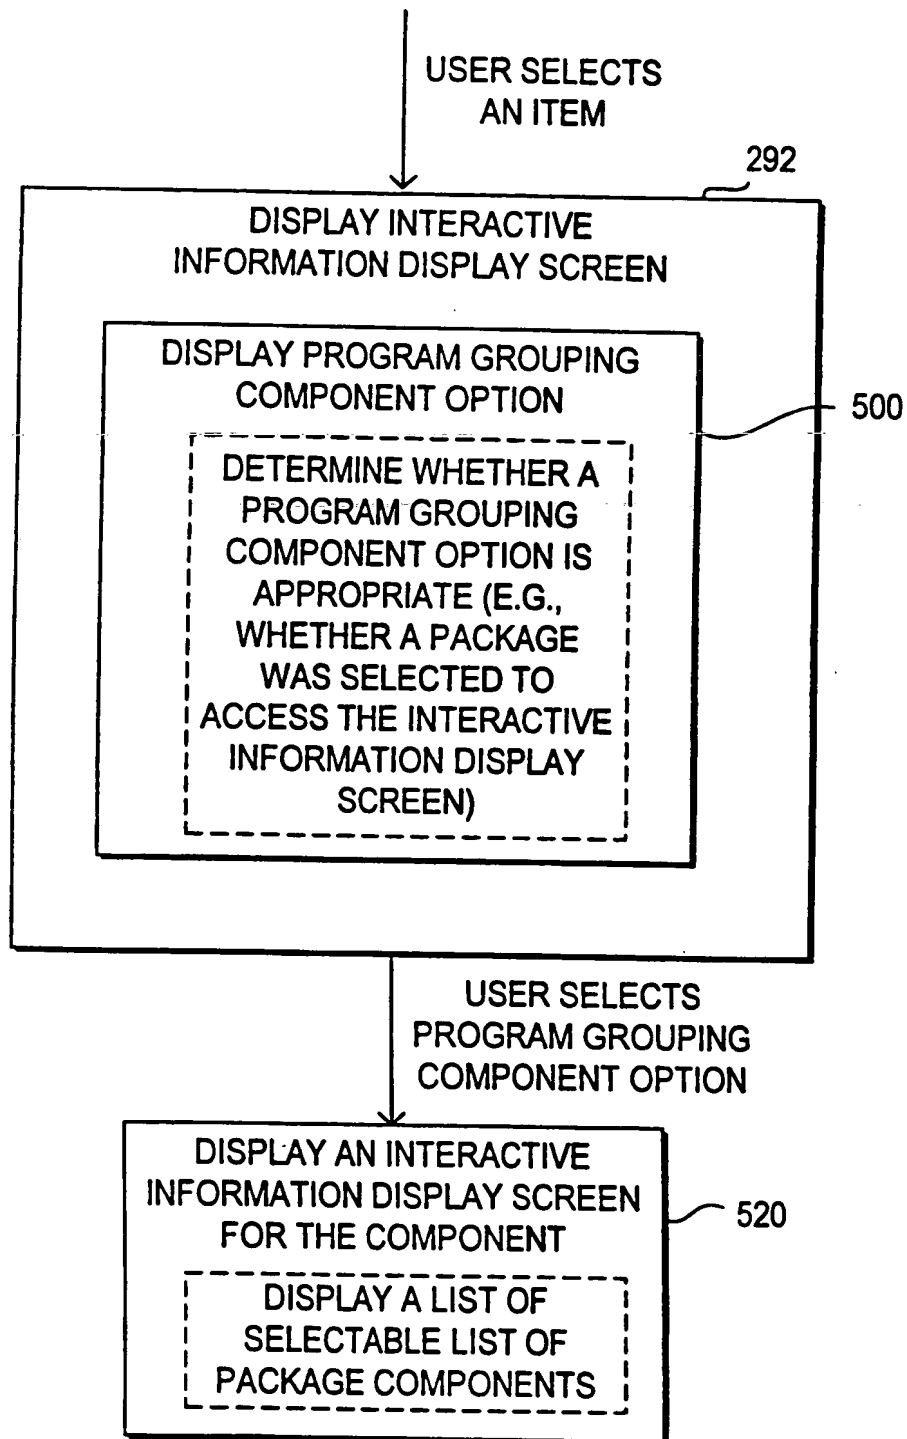 USER SELECTS
AN ITEM
292
DISPLAY INTERACTIVE
INFORMATION DISPLAY SCREEN
DISPLAY PROGRAM GROUPING
COMPONENT OPTION
500
DETERMINE WHETHER A
PROGRAM GROUPING
COMPONENT OPTION IS
APPROPRIATE (E.G.,
WHETHER A PACKAGE
WAS SELECTED TO
ACCESS THE INTERACTIVE
INFORMATION DISPLAY
SCREEN)
USER SELECTS
PROGRAM GROUPING
COMPONENT OPTION
DISPLAY AN INTERACTIVE
INFORMATION DISPLAY SCREEN
FOR THE COMPONENT
520
DISPLAY A LIST OF
SELECTABLE LIST OF
PACKAGE COMPONENTS